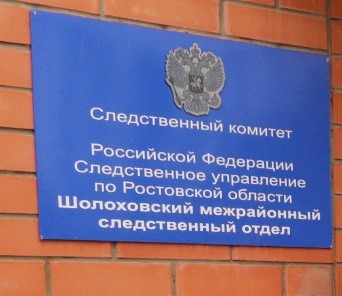 Следственный комитет
Российской Федерации
Следственное управление
по Ростовской области
Шолоховский межрайонный
следственный отдел